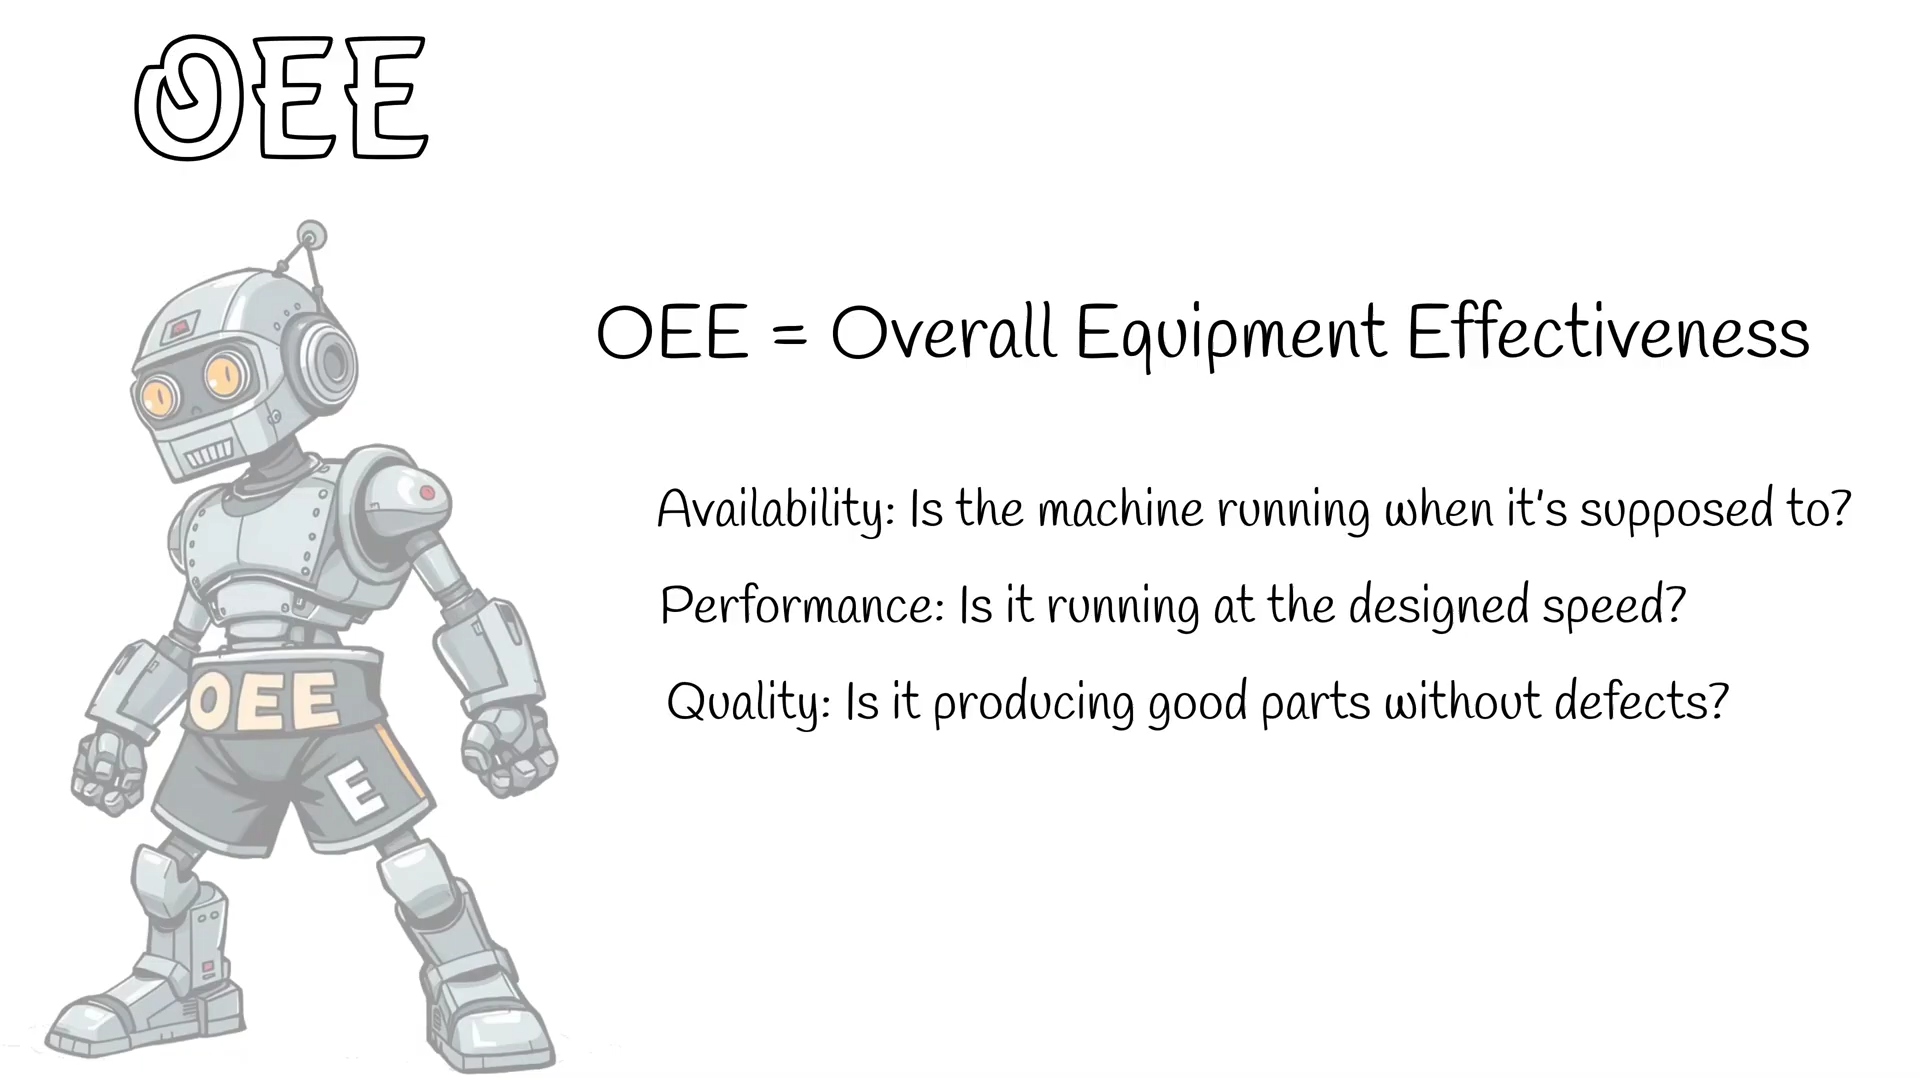 OEE
OEE = Overall Equipment Effectiveness
Availability: Is the machine running when it's supposed to?
Performance: Is it running at the designed speed?
Quality: Is it producing good parts without defects?
OEE
E